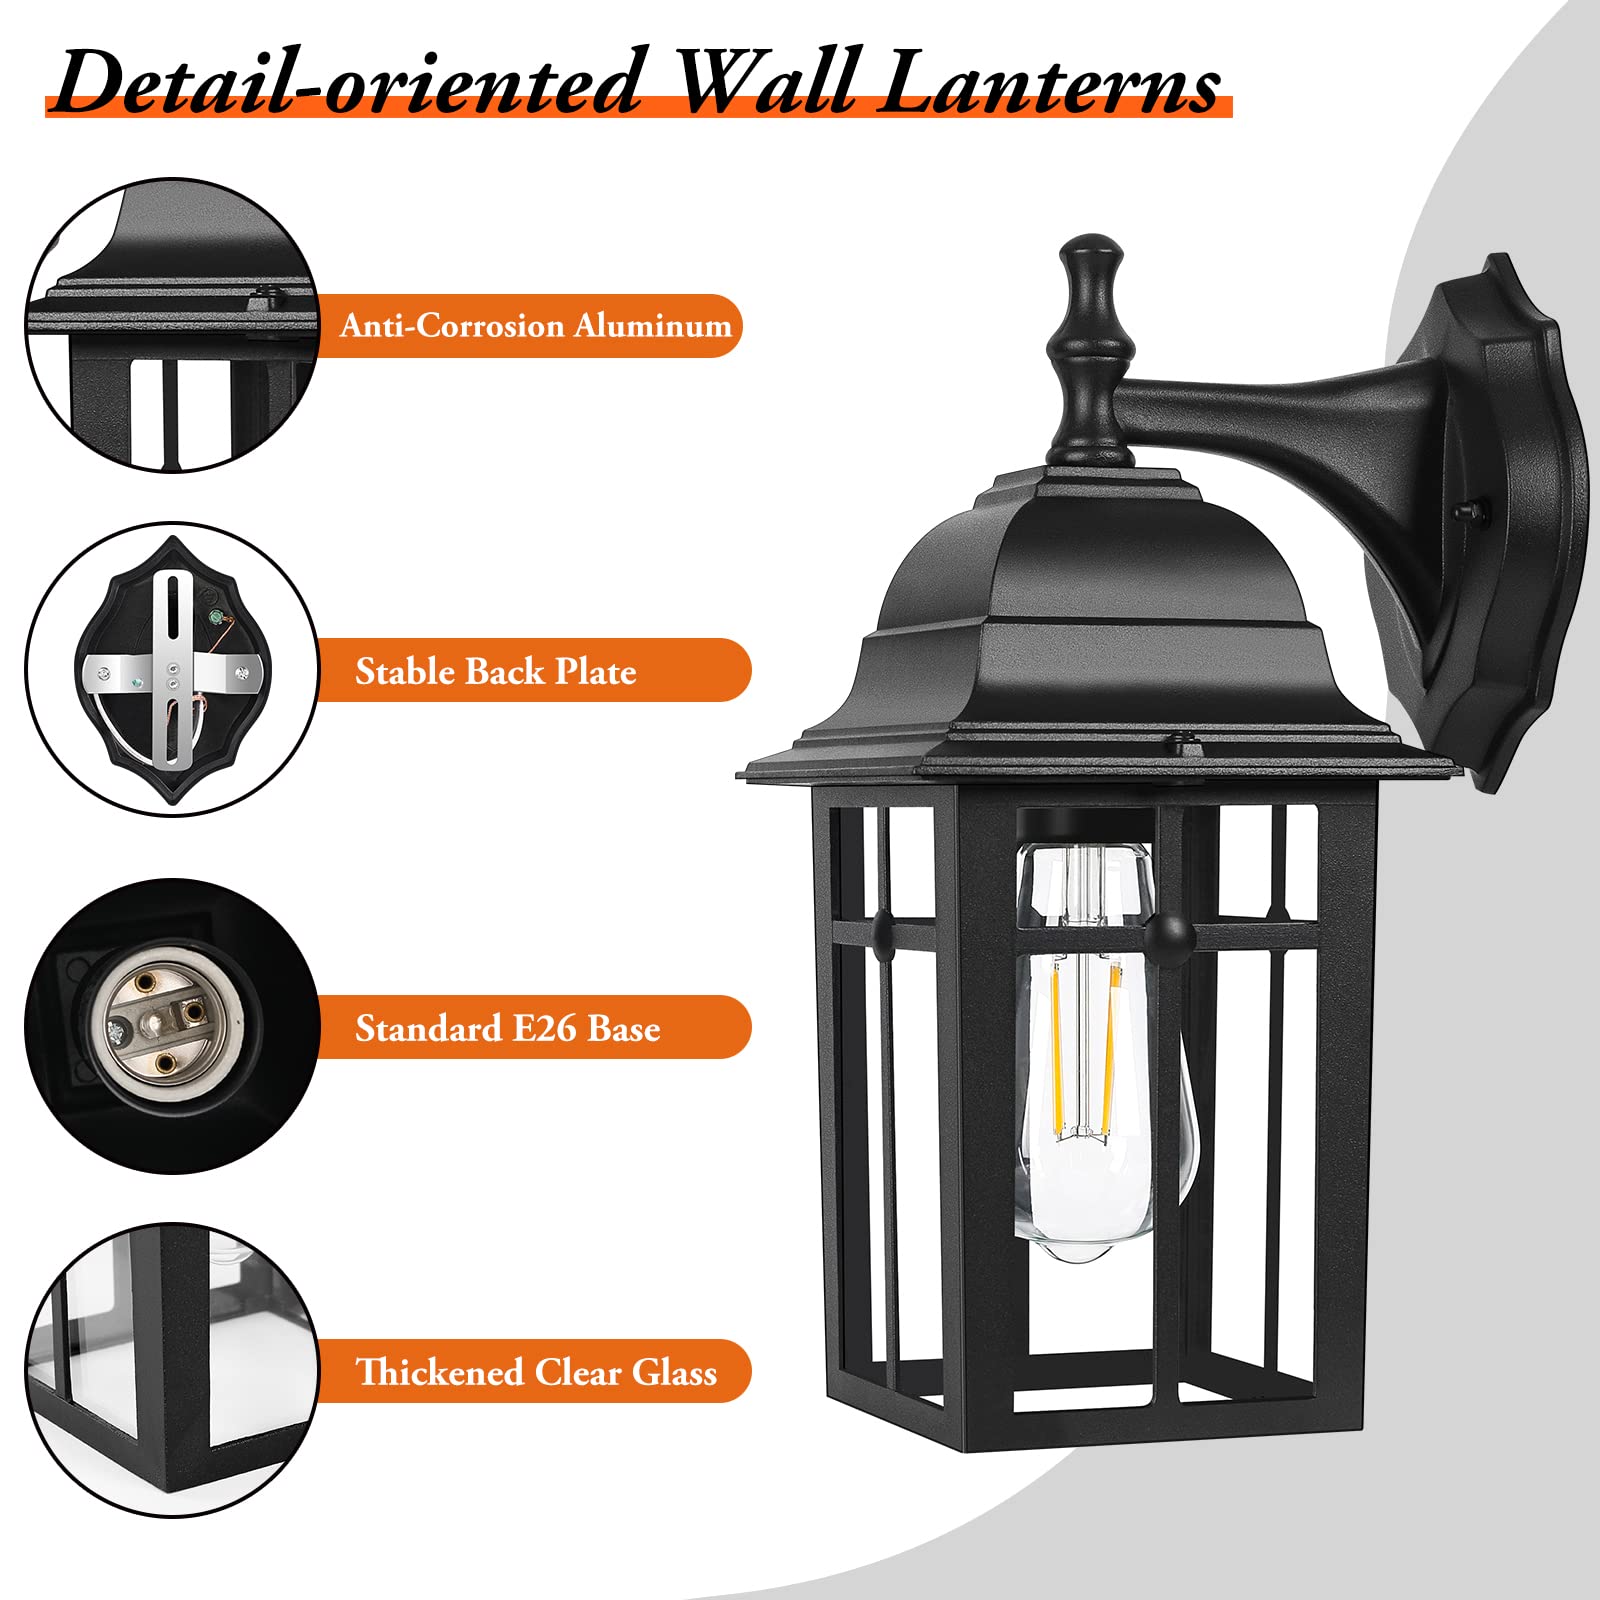 Detail-oriented Wall Lanterns
Anti-Corrosion Aluminum
Stable Back Plate
Standard E26 Base
Thickened Clear Glass